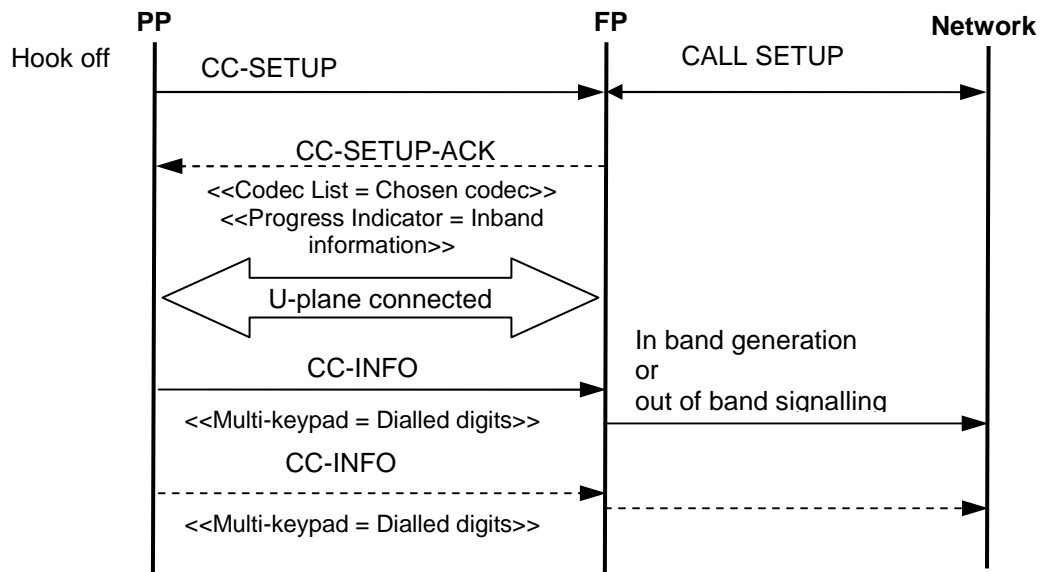 PP
FP
Network
Hook off
CC-SETUP
CALL SETUP
CC-SETUP-ACK
<<Codec List = Chosen codec>>
<<Progress Indicator = Inband
information>>
U-plane connected
In band generation
or
out of band signalling
CC-INFO
<<Multi-keypad = Dialled digits>>
CC-INFO
<<Multi-keypad = Dialled digits>>